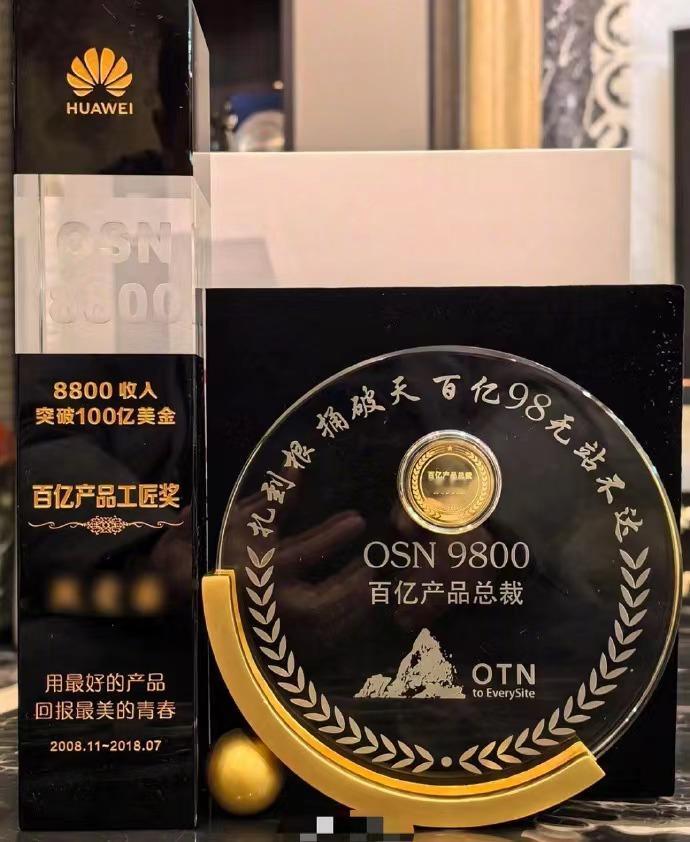 HUAWEI
OSN
8800
8800 收入
突破100亿美金
百亿产品工匠奖
用最好的产品
回报最美的青春
2008.11~2018.07
扎到根 捅破天 百亿98无站不达
百亿产品总裁
OSN 9800
百亿产品总裁
OTN
to EverySite